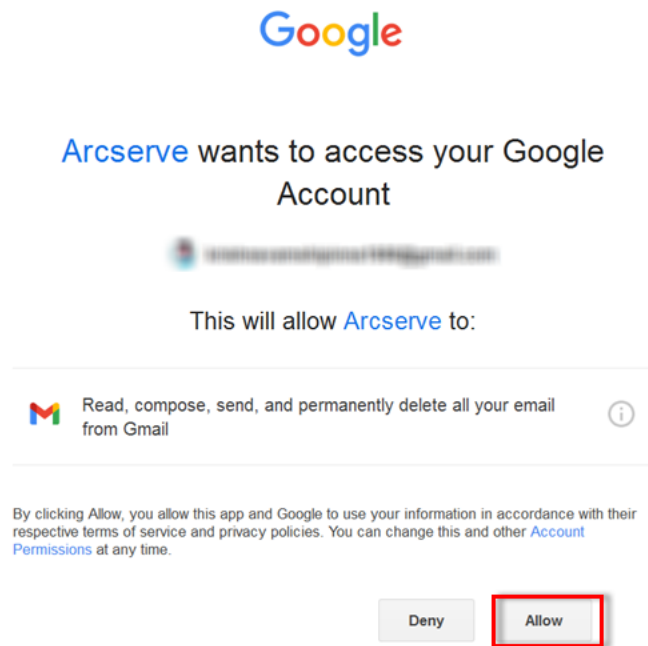 Google
Arcserve wants to access your Google
Account
This will allow Arcserve to:
Read, compose, send, and permanently delete all your email
from Gmail
By clicking Allow, you allow this app and Google to use your information in accordance with their
respective terms of service and privacy policies. You can change this and other Account
Permissions at any time.
Deny
Allow